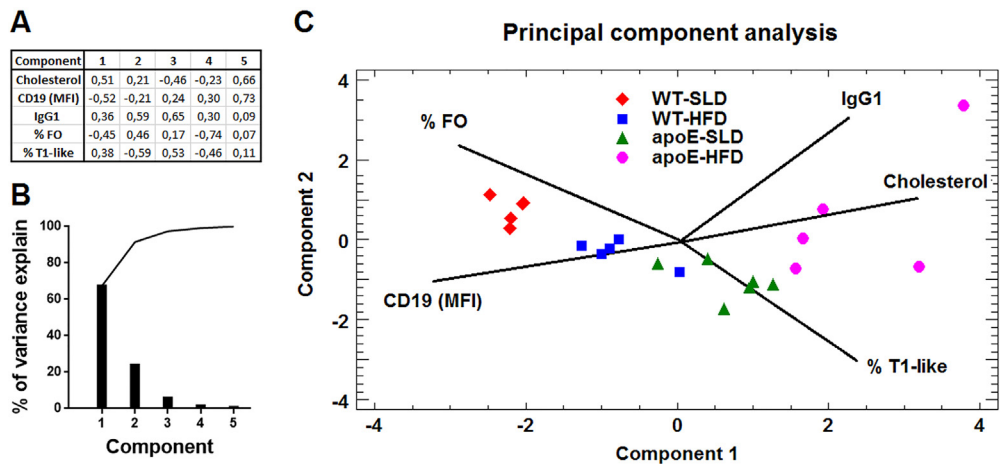 A
Component 1 2 3 4 5
Cholesterol 0,51 0,21 -0,46 -0,23 0,66
CD19 (MFI) -0,52 -0,21 0,24 0,30 0,73
IgG1 0,36 0,59 0,65 0,30 0,09
% FO -0,45 0,46 0,17 -0,74 0,07
% T1-like 0,38 -0,59 0,53 -0,46 0,11
B
% of variance explain
100
80
60
40
20
0
1 2 3 4 5
Component
C
Principal component analysis
WT-SLD
WT-HFD
apoE-SLD
apoE-HFD
% FO
IgG1
Cholesterol
CD19 (MFI)
% T1-like
Component 2
4
2
0
-2
-4
-4 -2 0 2 4
Component 1